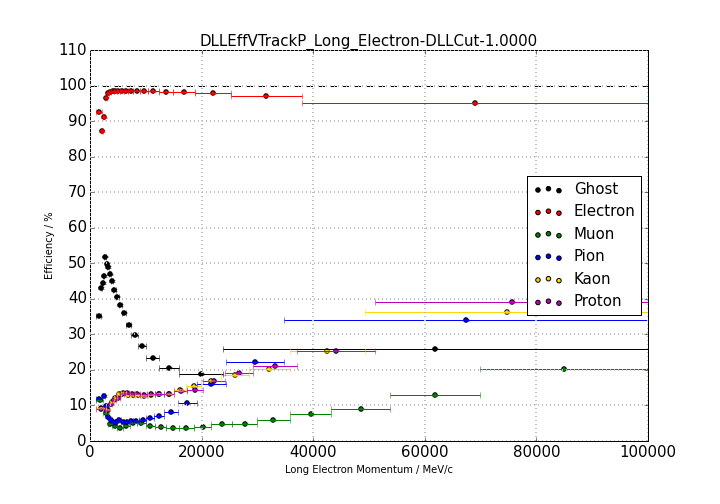 DLLEffVTrackP_Long_Electron-DLLCut-1.0000
110
100
90
80
70
60
50
40
30
20
10
0
Efficiency / %
Ghost
Electron
Muon
Pion
Kaon
Proton
0 20000 40000 60000 80000 100000
Long Electron Momentum / MeV/c